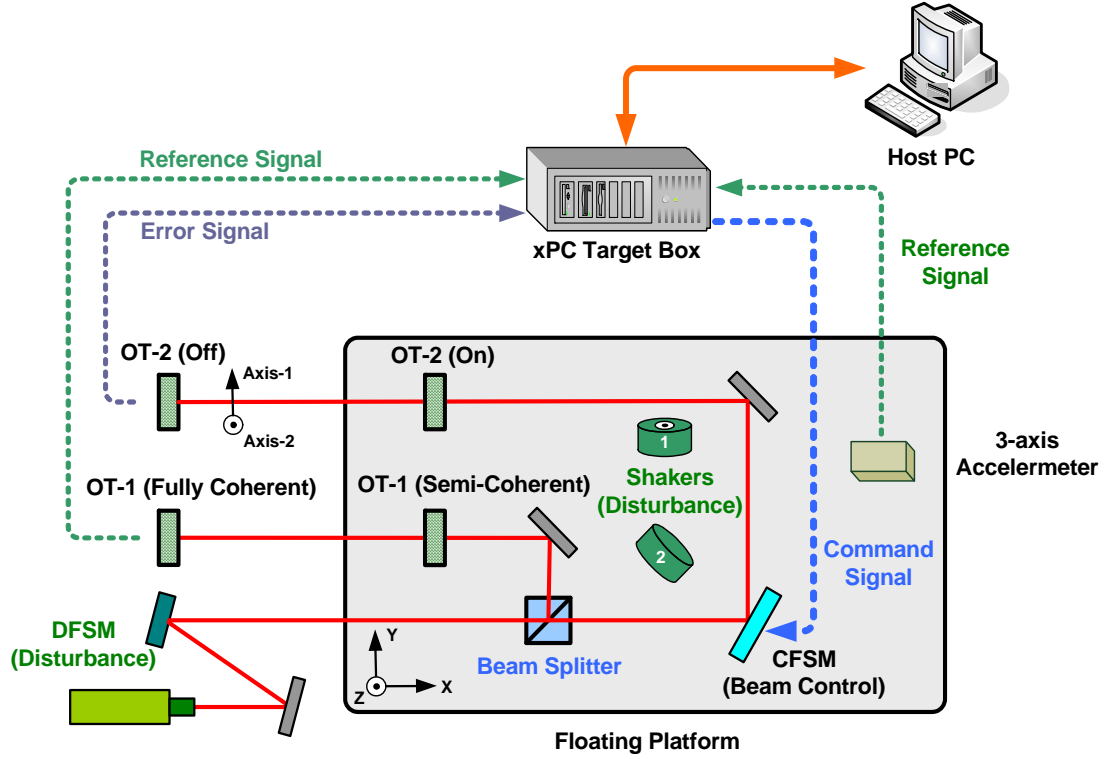 Host PC
Reference Signal
Error Signal
xPC Target Box
Reference
Signal
OT-2 (Off)
OT-2 (On)
Axis-1
Axis-2
1
3-axis
Accelermeter
OT-1 (Fully Coherent)
OT-1 (Semi-Coherent)
Shakers
(Disturbance)
2
Command
Signal
DFSM
(Disturbance)
Y
X
Z
Beam Splitter
CFSM
(Beam Control)
Floating Platform